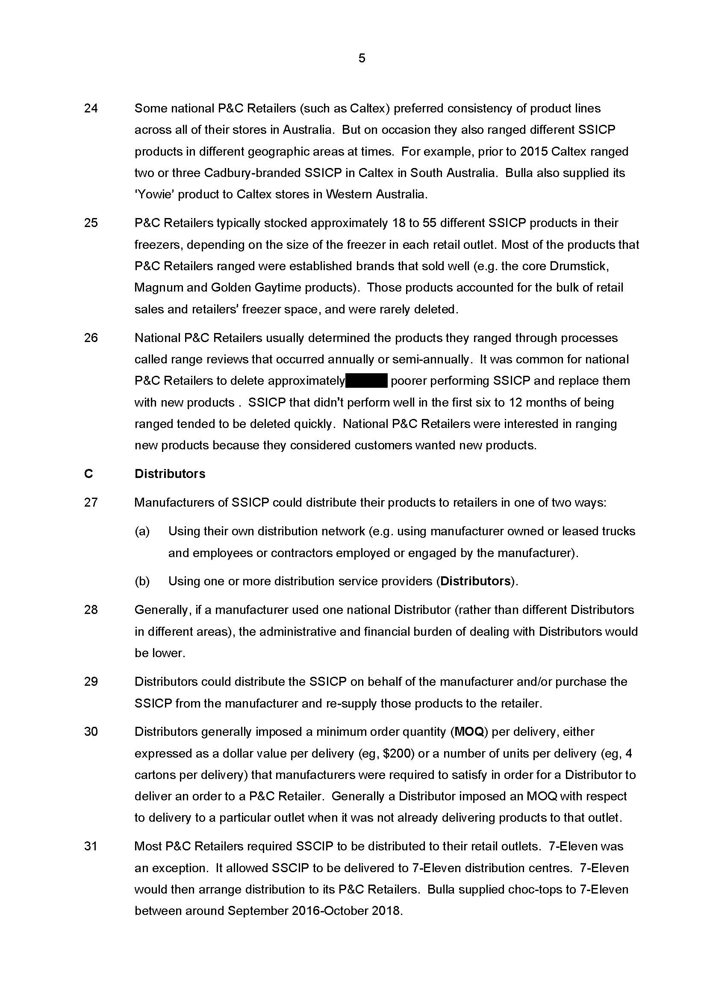 5
24 Some national P&C Retailers (such as Caltex) preferred consistency of product lines
across all of their stores in Australia.  But on occasion they also ranged different SSICP
products in different geographic areas at times.  For example, prior to 2015 Caltex ranged
two or three Cadbury-branded SSICP in Caltex in South Australia.  Bulla also supplied its
‘Yowie’ product to Caltex stores in Western Australia.
25 P&C Retailers typically stocked approximately 18 to 55 different SSICP products in their
freezers, depending on the size of the freezer in each retail outlet. Most of the products that
P&C Retailers ranged were established brands that sold well (e.g. the core Drumstick,
Magnum and Golden Gaytime products).  Those products accounted for the bulk of retail
sales and retailers’ freezer space, and were rarely deleted.
26 National P&C Retailers usually determined the products they ranged through processes
called range reviews that occurred annually or semi-annually.  It was common for national
P&C Retailers to delete approximately poorer performing SSICP and replace them
with new products .  SSICP that didn’t perform well in the first six to 12 months of being
ranged tended to be deleted quickly.  National P&C Retailers were interested in ranging
new products because they considered customers wanted new products.
C Distributors
27 Manufacturers of SSICP could distribute their products to retailers in one of two ways:
(a) Using their own distribution network (e.g. using manufacturer owned or leased trucks
and employees or contractors employed or engaged by the manufacturer).
(b) Using one or more distribution service providers (Distributors).
28 Generally, if a manufacturer used one national Distributor (rather than different Distributors
in different areas), the administrative and financial burden of dealing with Distributors would
be lower.
29 Distributors could distribute the SSICP on behalf of the manufacturer and/or purchase the
SSICP from the manufacturer and re-supply those products to the retailer.
30 Distributors generally imposed a minimum order quantity (MOQ) per delivery, either
expressed as a dollar value per delivery (eg, $200) or a number of units per delivery (eg, 4
cartons per delivery) that manufacturers were required to satisfy in order for a Distributor to
deliver an order to a P&C Retailer.  Generally a Distributor imposed an MOQ with respect
to delivery to a particular outlet when it was not already delivering products to that outlet.
31 Most P&C Retailers required SSCIP to be distributed to their retail outlets.  7-Eleven was
an exception.  It allowed SSCIP to be delivered to 7-Eleven distribution centres.  7-Eleven
would then arrange distribution to its P&C Retailers.  Bulla supplied choc-tops to 7-Eleven
between around September 2016-October 2018.